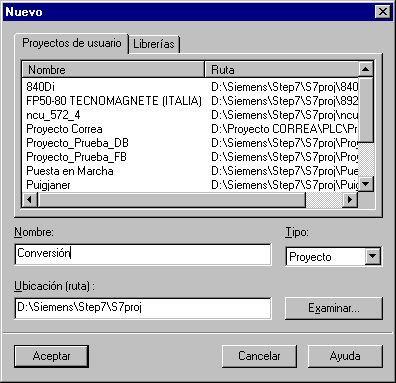 Nuevo
Proyectos de usuario Librerías
Nombre Ruta
840Di D:\Siemens\Step7\S7proj\840
FP50-80 TECNOMAGNETE (ITALIA) D:\Siemens\Step7\S7proj\892
ncu_572_4 D:\Siemens\Step7\S7proj\ncu
Proyecto Correa D:\Proyecto CORREA\PLC\Pr
Proyecto_Prueba_DB D:\Siemens\Step7\S7proj\Proy
Proyecto_Prueba_FB D:\Siemens\Step7\S7proj\Proy
Puesta en Marcha D:\Siemens\Step7\S7proj\Pue
Puigjaner D:\Siemens\Step7\S7proj\Puig
Nombre: Tipo:
Conversión Proyecto
Ubicación (ruta) :
D:\Siemens\Step7\S7proj Examinar...
Aceptar Cancelar Ayuda